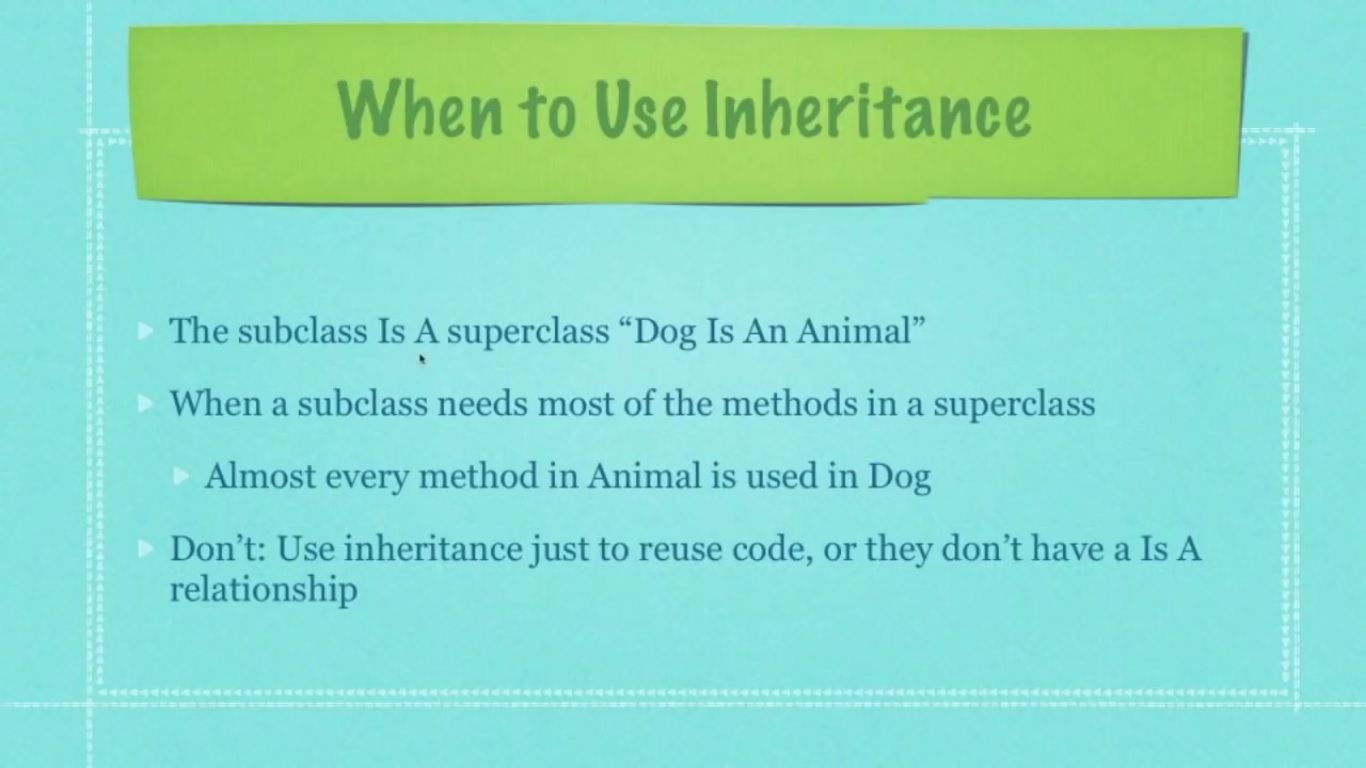 When to Use Inheritance
The subclass Is A superclass “Dog Is An Animal”
When a subclass needs most of the methods in a superclass
Almost every method in Animal is used in Dog
Don’t: Use inheritance just to reuse code, or they don’t have a Is A
relationship